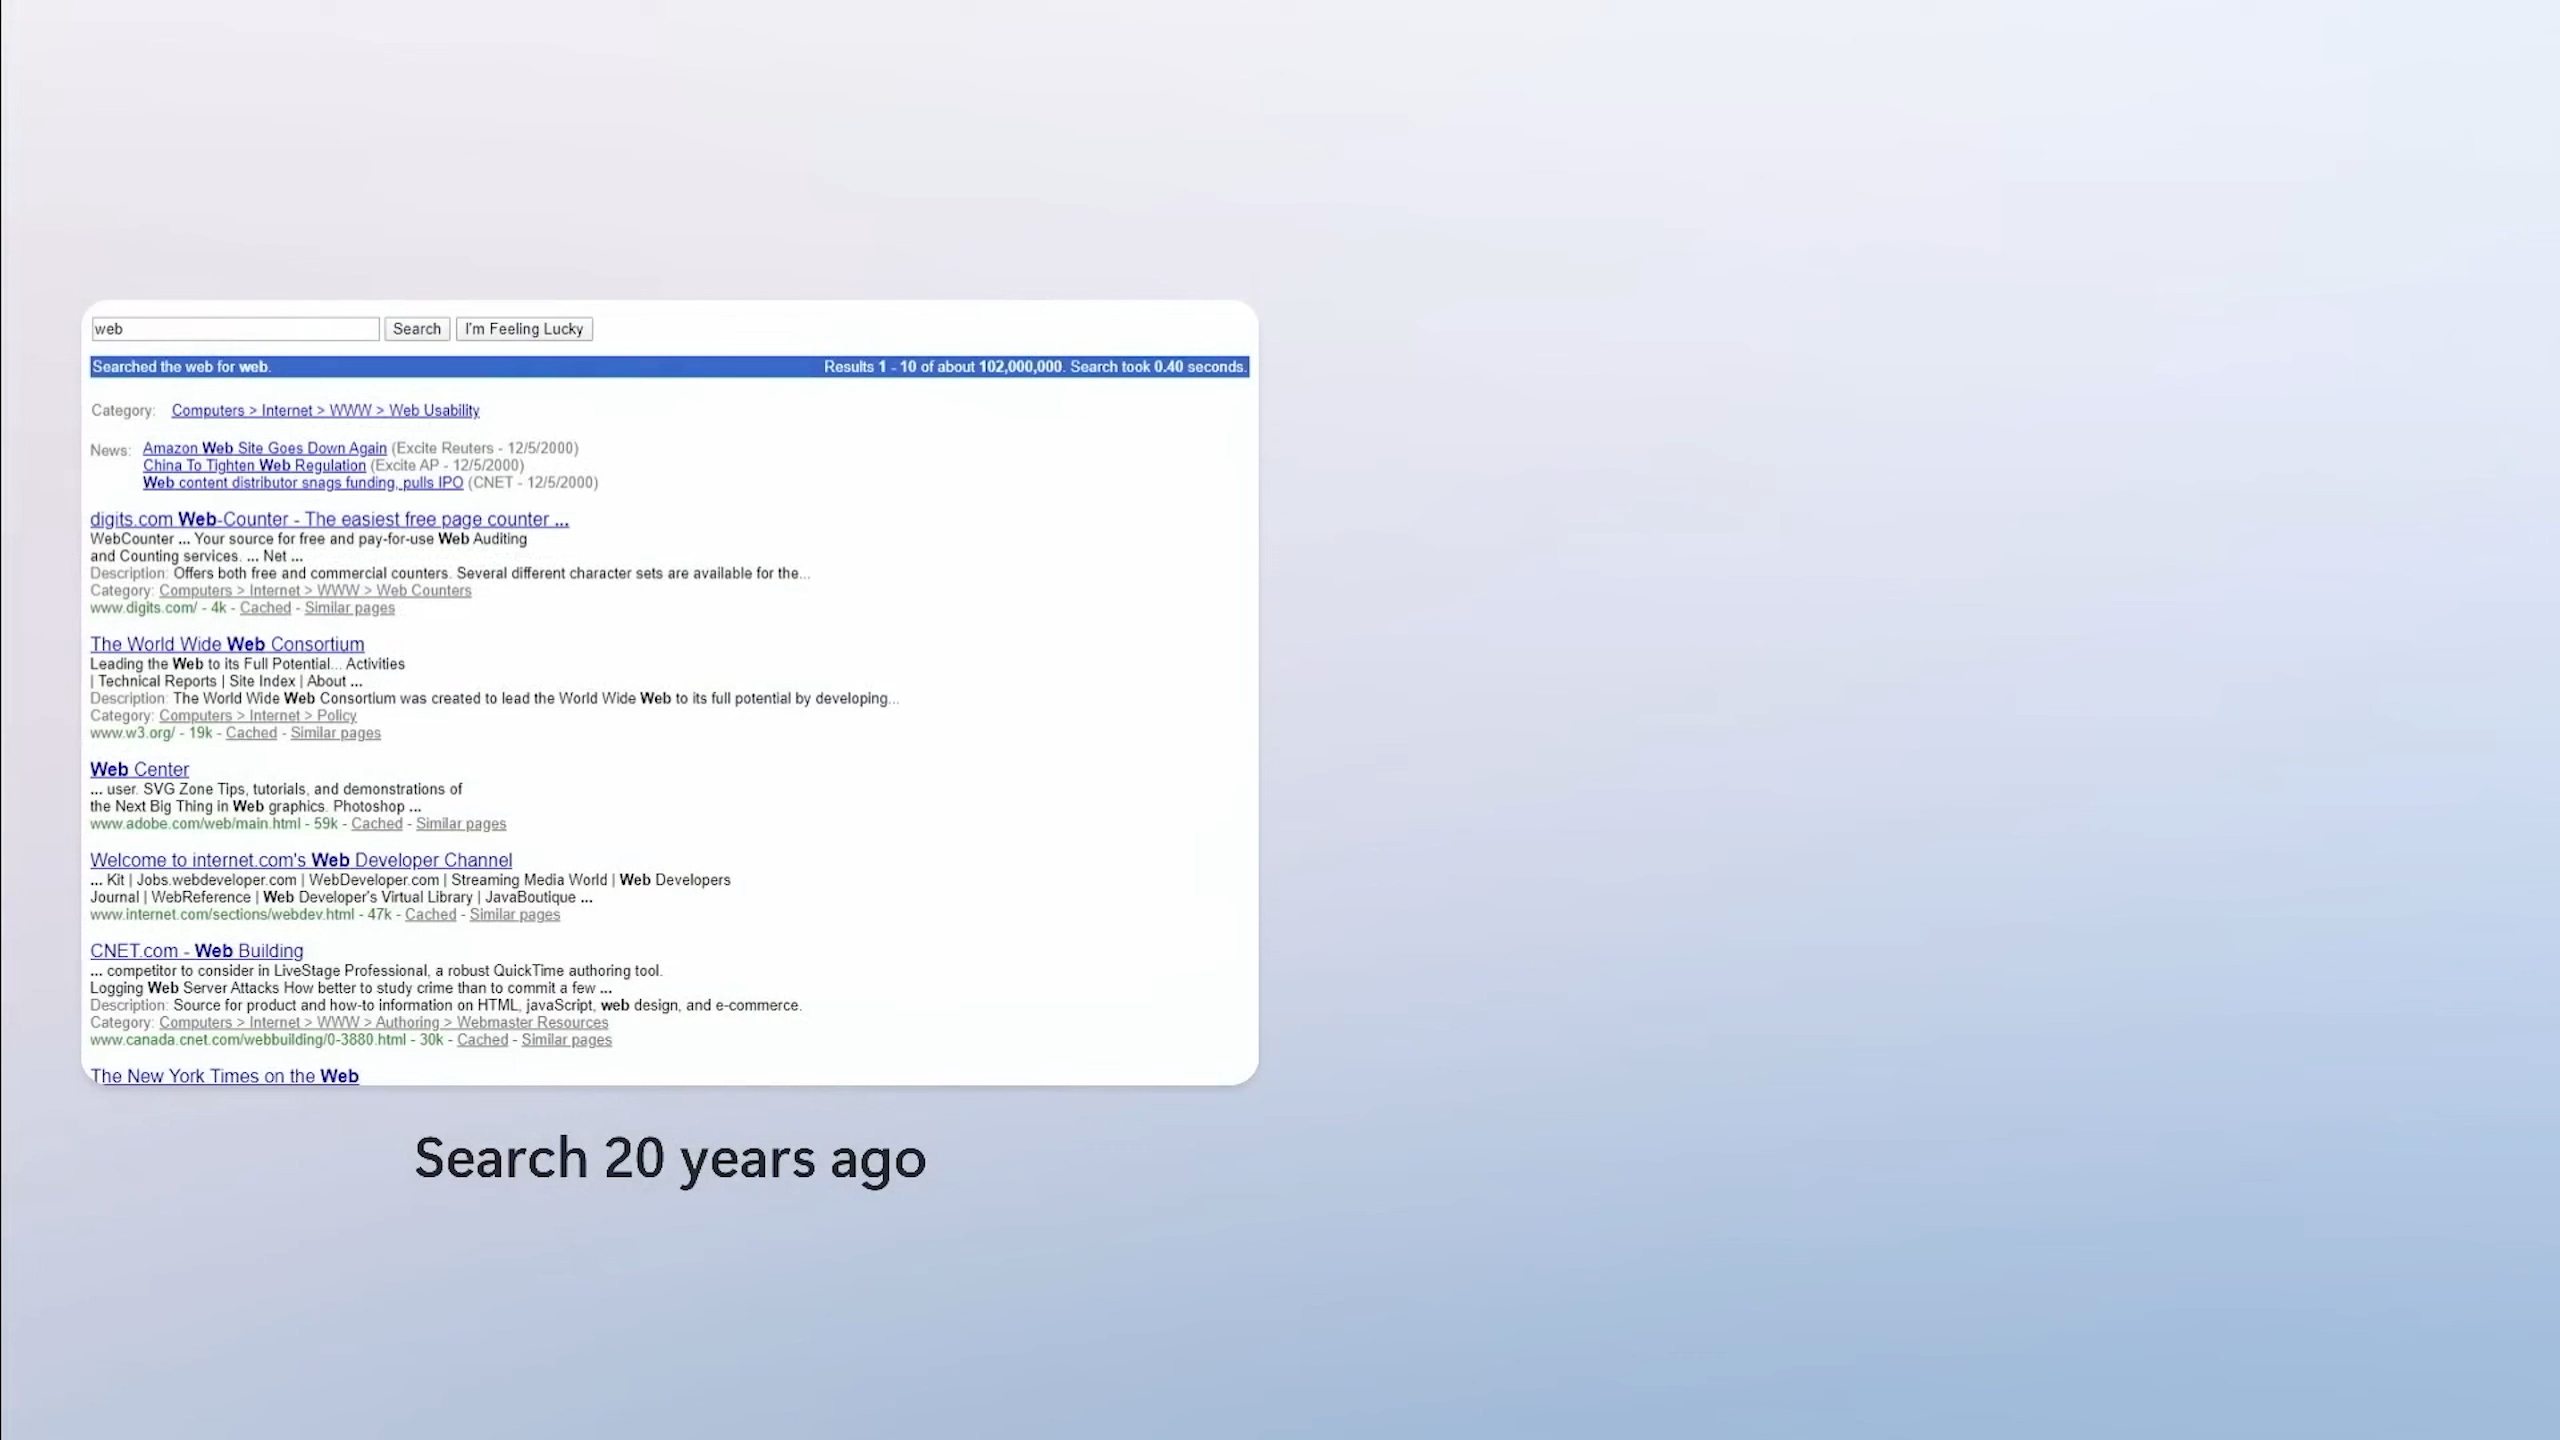 web Search I'm Feeling Lucky
Searched the web for web. Results 1 - 10 of about 102,000,000. Search took 0.40 seconds.
Category: Computers > Internet > WWW > Web Usability
News: Amazon Web Site Goes Down Again (Excite Reuters - 12/5/2000)
China To Tighten Web Regulation (Excite AP - 12/5/2000)
Web content distributor snags funding, pulls IPO (CNET - 12/5/2000)
digits.com Web-Counter - The easiest free page counter ...
WebCounter ... Your source for free and pay-for-use Web Auditing
and Counting services. ... Net ...
Description: Offers both free and commercial counters. Several different character sets are available for the...
Category: Computers > Internet > WWW > Web Counters
www.digits.com/ - 4k - Cached - Similar pages
The World Wide Web Consortium
Leading the Web to its Full Potential... Activities
| Technical Reports | Site Index | About ...
Description: The World Wide Web Consortium was created to lead the World Wide Web to its full potential by developing...
Category: Computers > Internet > Policy
www.w3.org/ - 19k - Cached - Similar pages
Web Center
... user. SVG Zone Tips, tutorials, and demonstrations of
the Next Big Thing in Web graphics. Photoshop ...
www.adobe.com/web/main.html - 59k - Cached - Similar pages
Welcome to internet.com's Web Developer Channel
... Kit | Jobs.webdeveloper.com | WebDeveloper.com | Streaming Media World | Web Developers
Journal | WebReference | Web Developer's Virtual Library | JavaBoutique ...
www.internet.com/sections/webdev.html - 47k - Cached - Similar pages
CNET.com - Web Building
... competitor to consider in LiveStage Professional, a robust QuickTime authoring tool.
Logging Web Server Attacks How better to study crime than to commit a few ...
Description: Source for product and how-to information on HTML, javaScript, web design, and e-commerce.
Category: Computers > Internet > WWW > Authoring > Webmaster Resources
www.canada.cnet.com/webbuilding/0-3880.html - 30k - Cached - Similar pages
The New York Times on the Web
Search 20 years ago